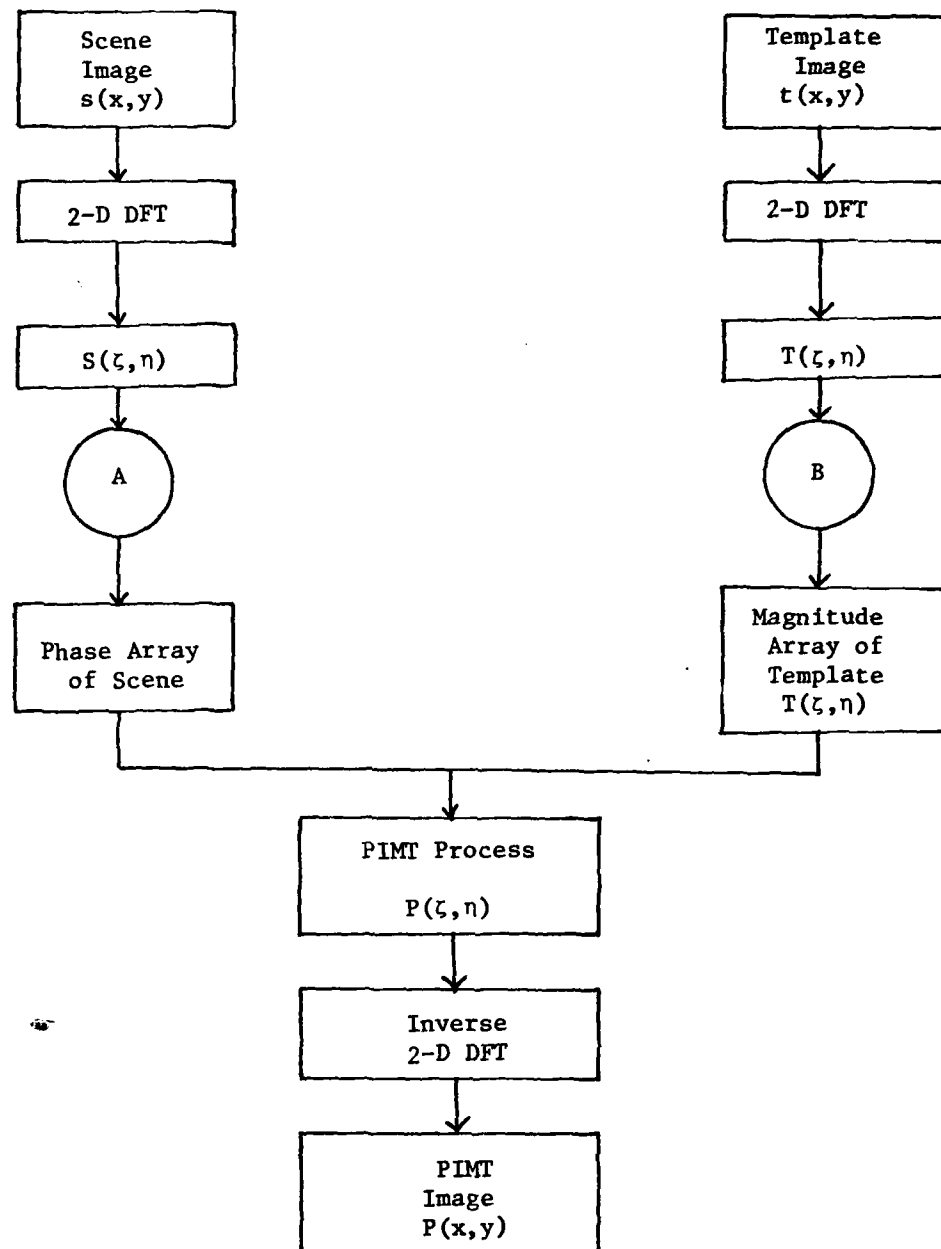 Scene
Image
s(x,y)
Template
Image
t(x,y)
2-D DFT
2-D DFT
S(ζ,η)
T(ζ,η)
A
B
Phase Array
of Scene
Magnitude
Array of
Template
T(ζ,η)
PIMT Process
P(ζ,η)
Inverse
2-D DFT
PIMT
Image
P(x,y)